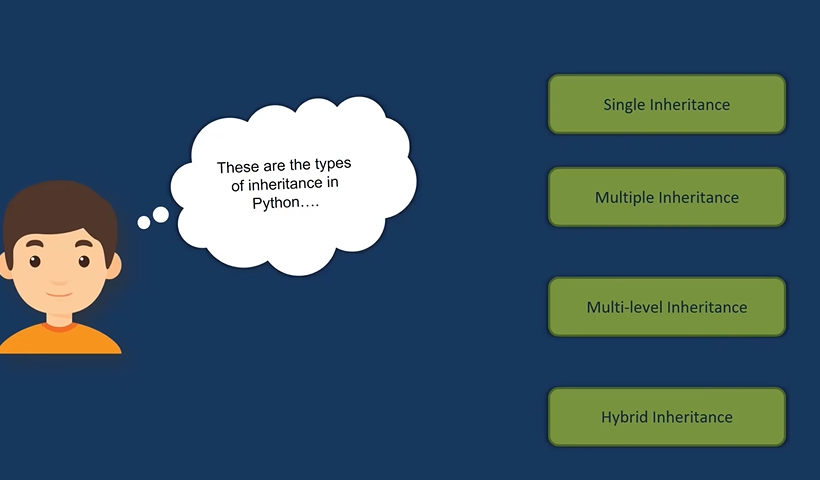 These are the types
of inheritance in
Python....
Single Inheritance
Multiple Inheritance
Multi-level Inheritance
Hybrid Inheritance